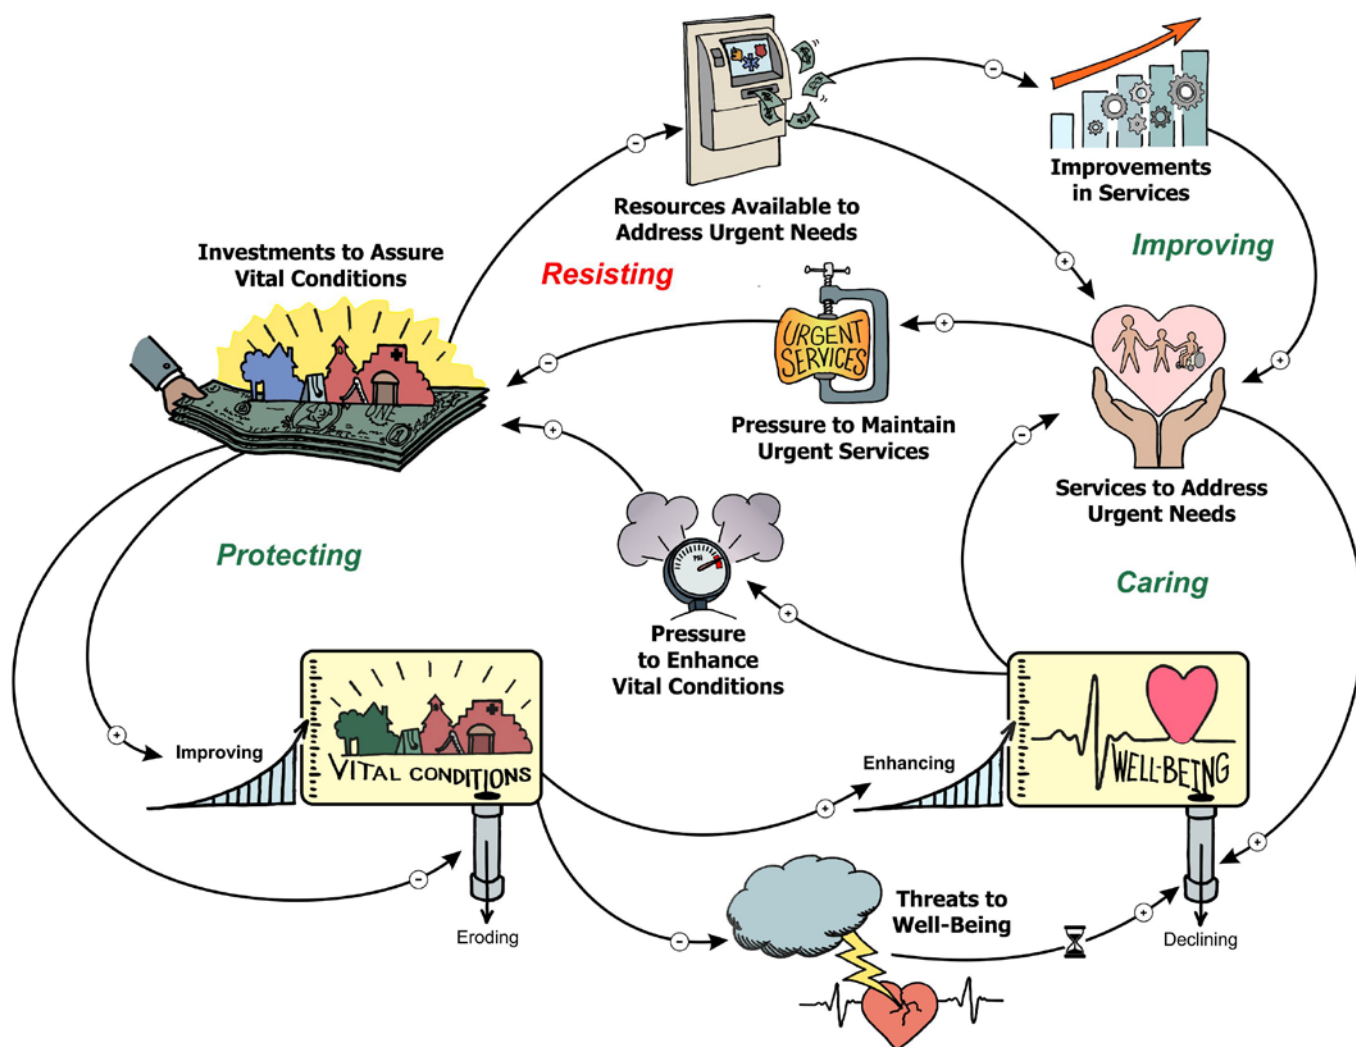 Resources Available to
Address Urgent Needs
Improvements
in Services
Improving
Investments to Assure
Vital Conditions
Resisting
URGENT
SERVICES
Pressure to Maintain
Urgent Services
Services to Address
Urgent Needs
Protecting
PSI
Caring
Pressure
to Enhance
Vital Conditions
Improving
VITAL CONDITIONS
Enhancing
WELL-BEING
Eroding
Threats to
Well-Being
Declining
−
−
+
+
+
−
+
−
+
+
−
+
+
−
+